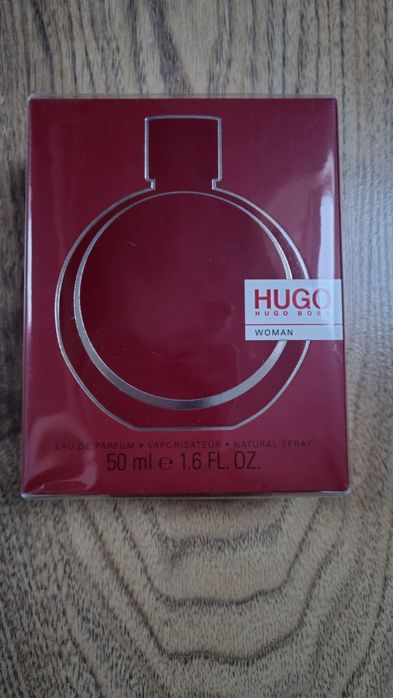 HUGO
HUGO BOSS
WOMAN
EAU DE PARFUM • VAPORISATEUR • NATURAL SPRAY
50 ml ℮ 1.6 FL. OZ.